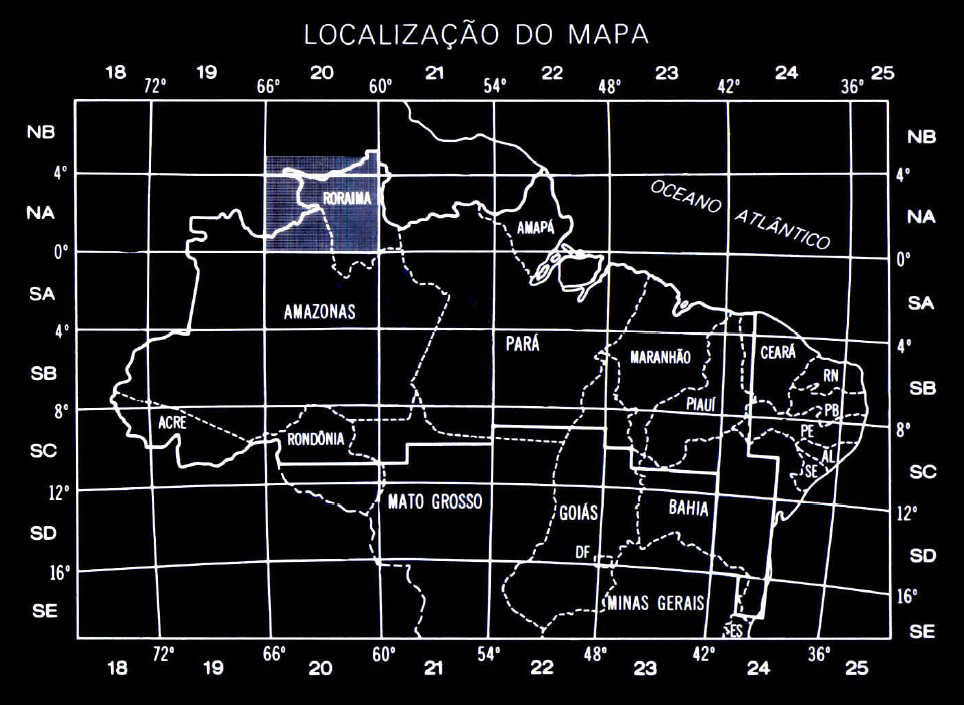 LOCALIZAÇÃO DO MAPA
18 19 20 21 22 23 24 25
72° 66° 60° 54° 48° 42° 36°
NB NB
4° 4°
OCEANO ATLÂNTICO
RORAIMA
NA NA
AMAPÁ
0° 0°
SA SA
AMAZONAS
4° 4°
PARÁ
MARANHÃO
CEARÁ
SB SB
RN
PIAUÍ
8° 8°
PB
ACRE
PE
RONDÔNIA
SC SC
AL
SE
12° 12°
MATO GROSSO
GOIÁS
BAHIA
SD SD
DF
16° 16°
MINAS GERAIS
SE SE
ES
72° 66° 60° 54° 48° 42° 36°
18 19 20 21 22 23 24 25